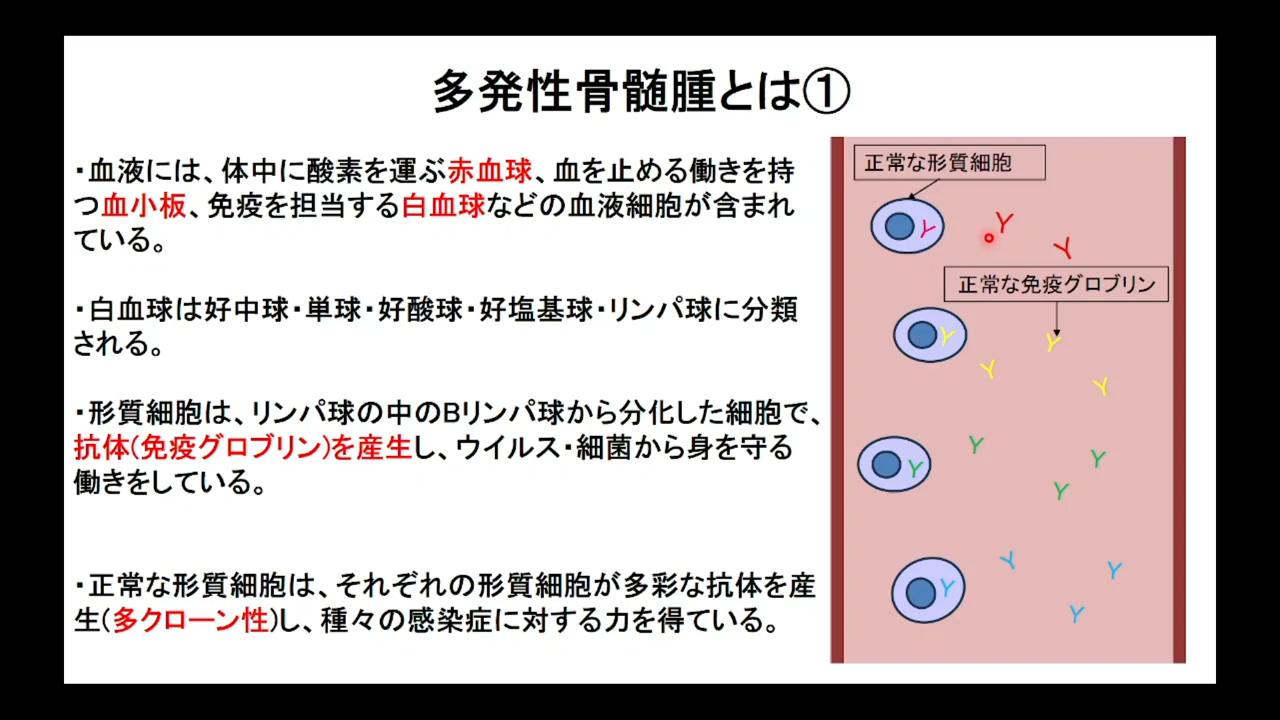 多発性骨髄腫とは①
・血液には、体中に酸素を運ぶ赤血球、血を止める働きを持
つ血小板、免疫を担当する白血球などの血液細胞が含まれ
ている。
・白血球は好中球・単球・好酸球・好塩基球・リンパ球に分類
される。
・形質細胞は、リンパ球の中のBリンパ球から分化した細胞で、
抗体(免疫グロブリン)を産生し、ウイルス・細菌から身を守る
働きをしている。
・正常な形質細胞は、それぞれの形質細胞が多彩な抗体を産
生(多クローン性)し、種々の感染症に対する力を得ている。
正常な形質細胞
正常な免疫グロブリン